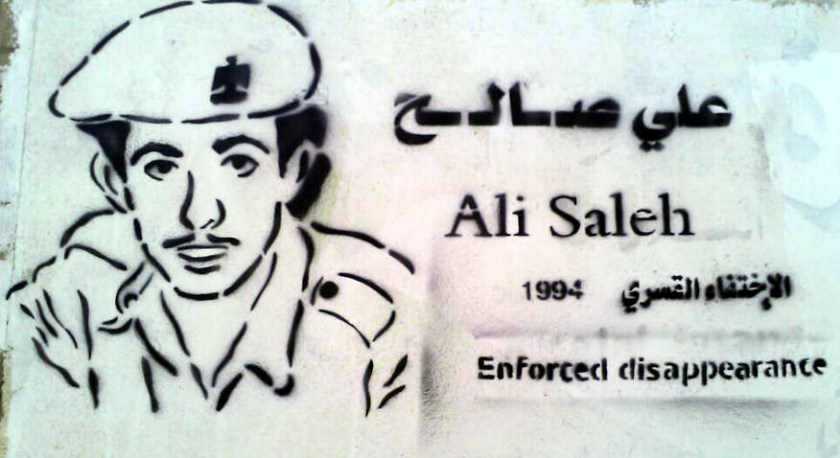 علي صالح
Ali Saleh
الإختفاء القسري 1994
Enforced disappearance